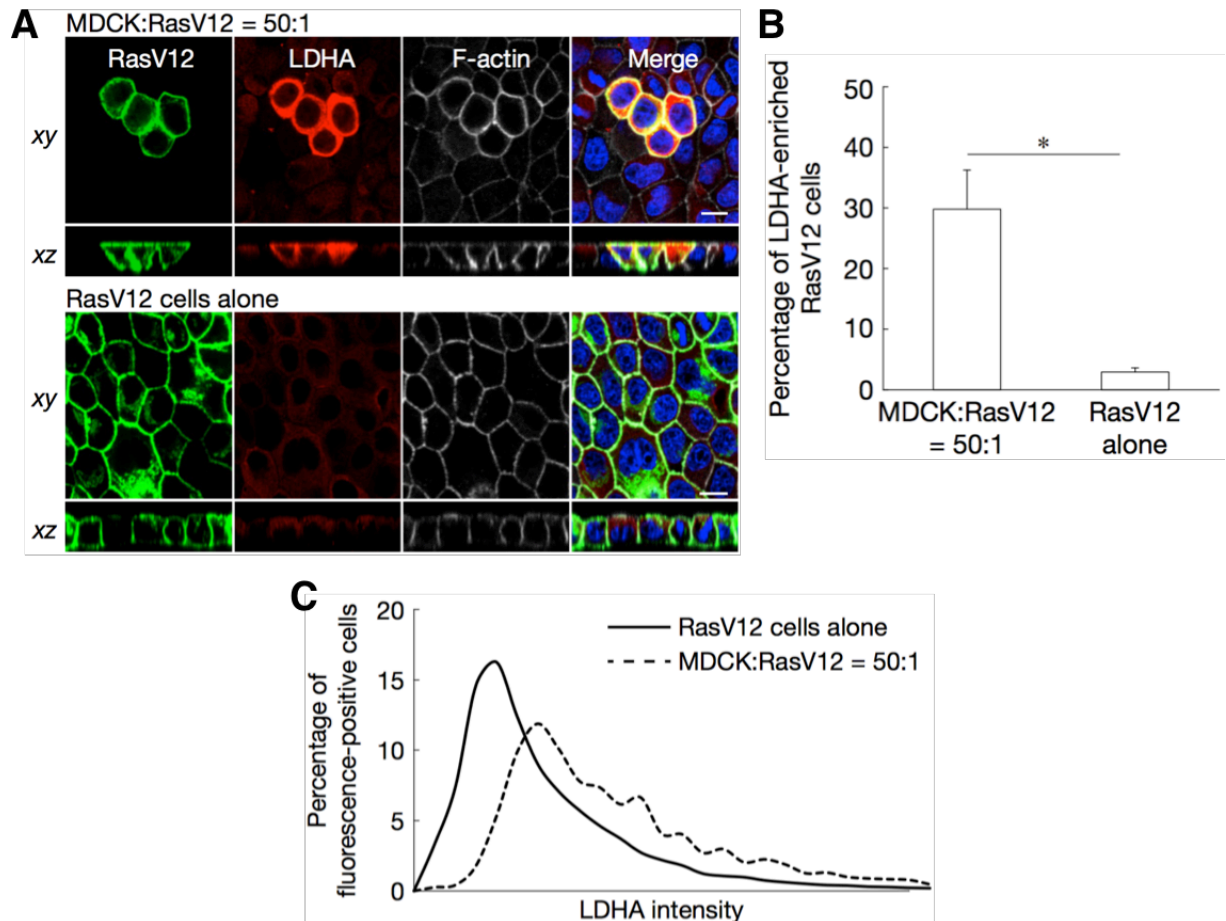 A
MDCK:RasV12 = 50:1
RasV12
LDHA
F-actin
Merge
xy
xz
RasV12 cells alone
xy
xz
B
Percentage of LDHA-enriched
RasV12 cells
50
40
30
20
10
0
*
MDCK:RasV12
= 50:1
RasV12
alone
C
Percentage of
fluorescence-positive cells
20
15
10
5
0
RasV12 cells alone
MDCK:RasV12 = 50:1
LDHA intensity